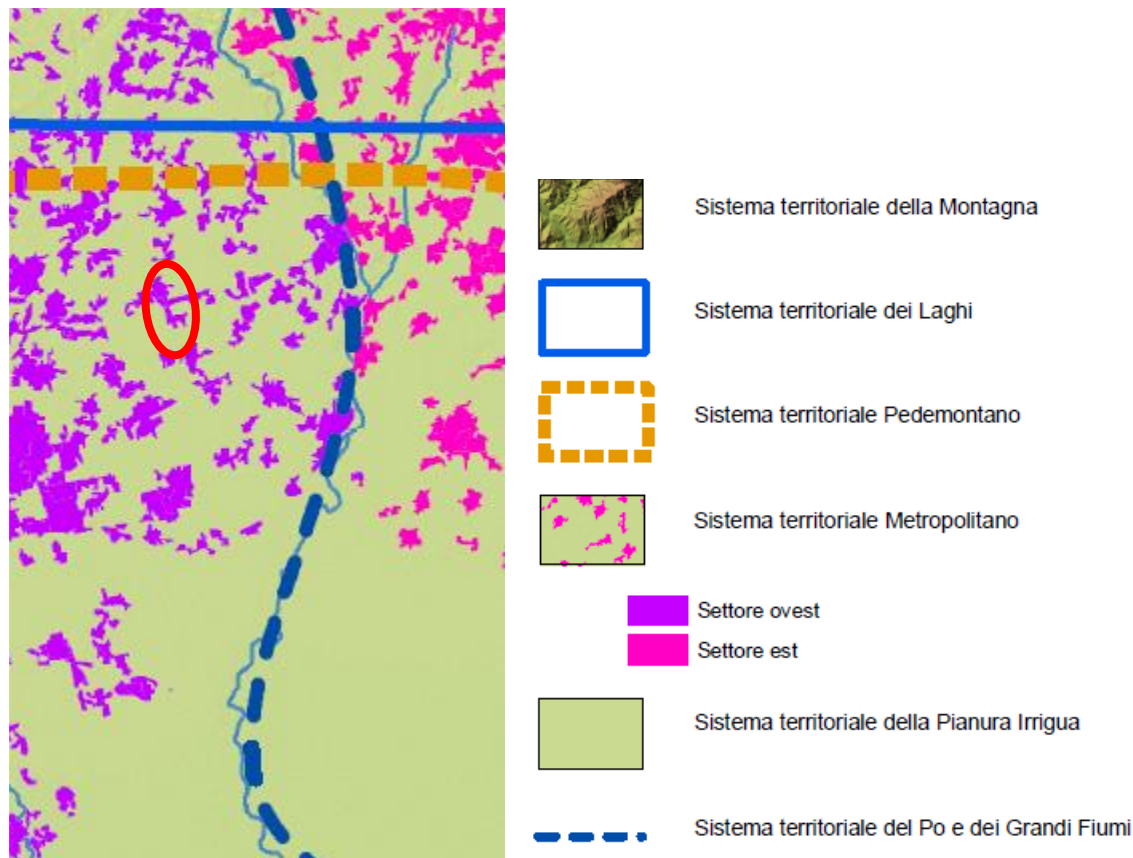 Sistema territoriale della Montagna
Sistema territoriale dei Laghi
Sistema territoriale Pedemontano
Sistema territoriale Metropolitano
Settore ovest
Settore est
Sistema territoriale della Pianura Irrigua
Sistema territoriale del Po e dei Grandi Fiumi